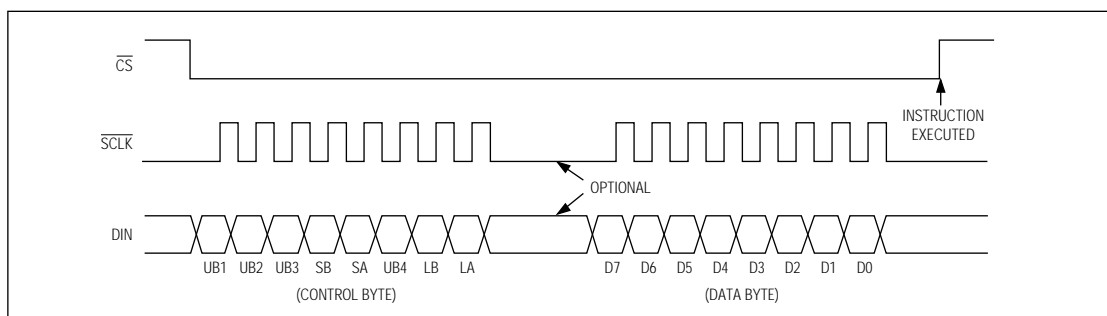 CS
INSTRUCTION
EXECUTED
SCLK
OPTIONAL
DIN
UB1 UB2 UB3 SB SA UB4 LB LA D7 D6 D5 D4 D3 D2 D1 D0
(CONTROL BYTE) (DATA BYTE)